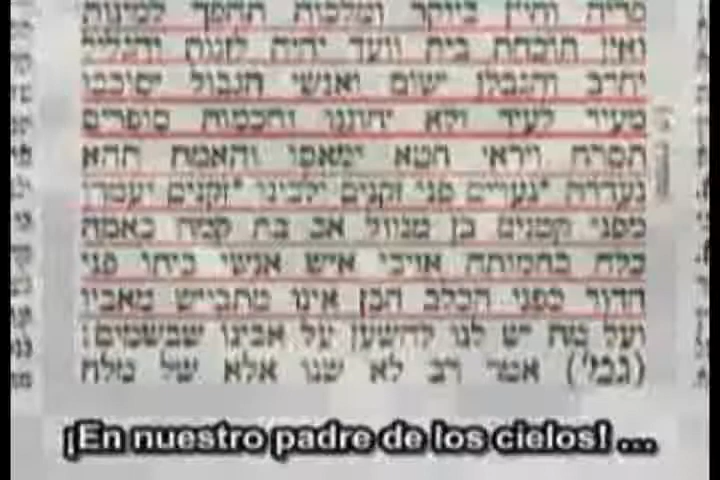 פריה והיין ביוקר ומלכות תהפך למינות
ואין תוכחת בית וועד יהיה לזנות והגליל
יחרב והגבלן ישום ואנשי הגבול יסובבו
מעיר לעיר ולא יחוננו וחכמות סופרים
תסרח ויראי חטא ימאסו והאמת תהא
נעדרת *נערים פני זקנים ילבינו *זקנים יעמדו
מפני קטנים בן מנוול אב בת קמה באמה
כלה בחמותה אויבי איש אנשי ביתו פני
הדור כפני הכלב הבן אינו מתבייש מאביו
ועל מה יש לנו להשען על אבינו שבשמים:
(גמ') אמר רב לא שנו אלא של מלח
¡En nuestro padre de los cielos! ...